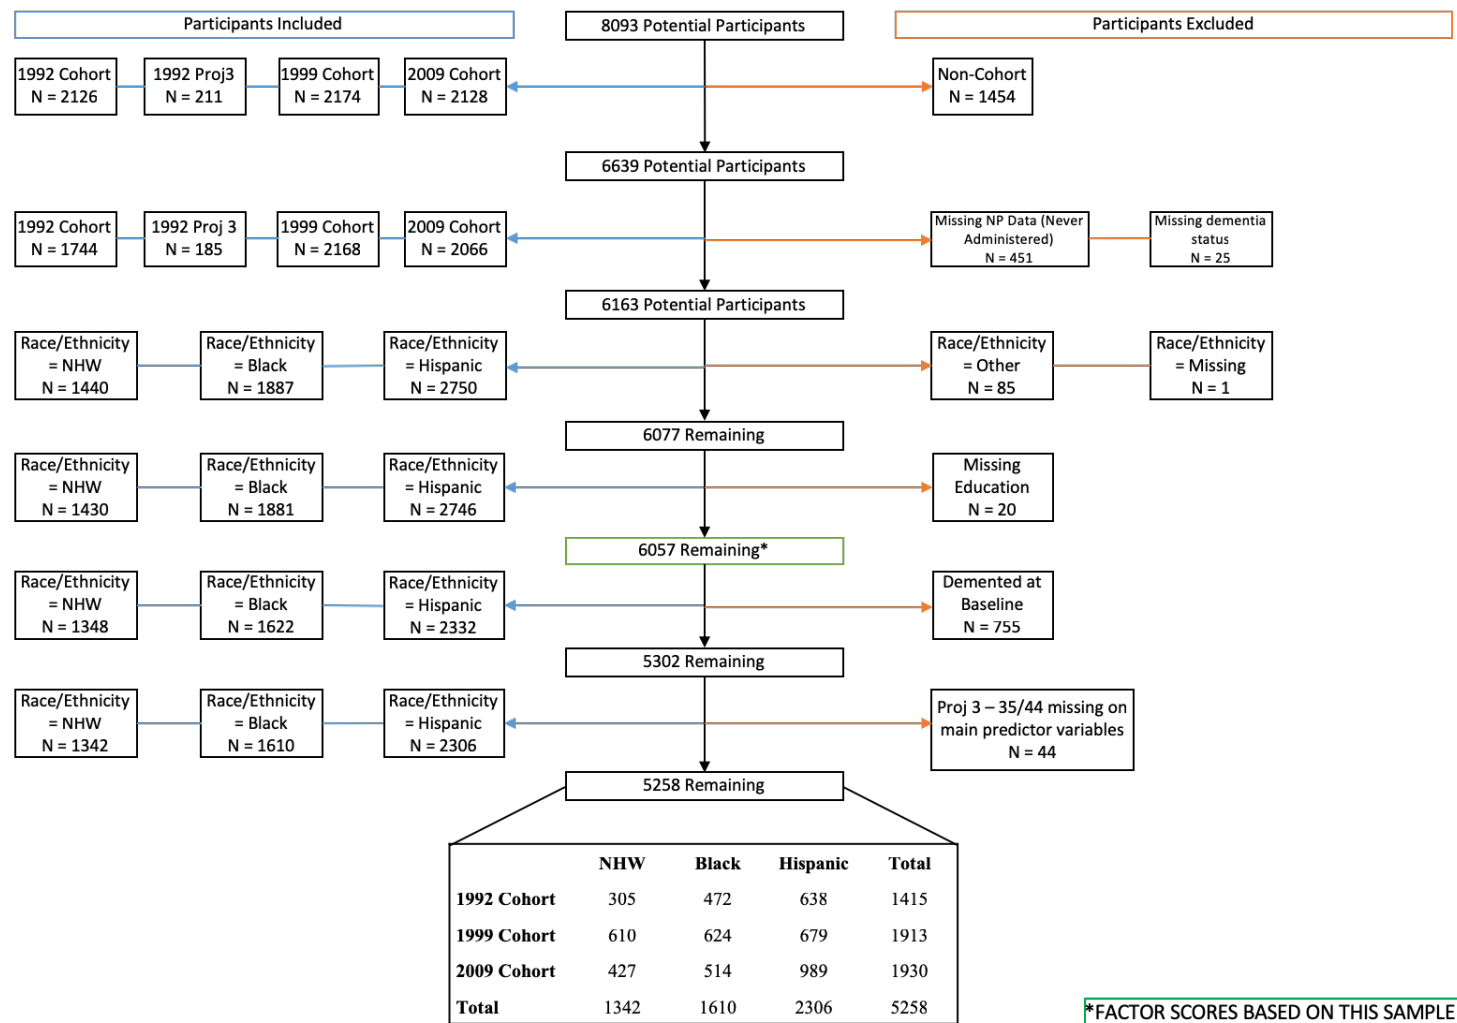 Participants Included
8093 Potential Participants
Participants Excluded
1992 Cohort
N = 2126
1992 Proj3
N = 211
1999 Cohort
N = 2174
2009 Cohort
N = 2128
Non-Cohort
N = 1454
6639 Potential Participants
1992 Cohort
N = 1744
1992 Proj 3
N = 185
1999 Cohort
N = 2168
2009 Cohort
N = 2066
Missing NP Data (Never
Administered)
N = 451
Missing dementia
status
N = 25
6163 Potential Participants
Race/Ethnicity
= NHW
N = 1440
Race/Ethnicity
= Black
N = 1887
Race/Ethnicity
= Hispanic
N = 2750
Race/Ethnicity
= Other
N = 85
Race/Ethnicity
= Missing
N = 1
6077 Remaining
Race/Ethnicity
= NHW
N = 1430
Race/Ethnicity
= Black
N = 1881
Race/Ethnicity
= Hispanic
N = 2746
Missing
Education
N = 20
6057 Remaining*
Race/Ethnicity
= NHW
N = 1348
Race/Ethnicity
= Black
N = 1622
Race/Ethnicity
= Hispanic
N = 2332
Demented at
Baseline
N = 755
5302 Remaining
Race/Ethnicity
= NHW
N = 1342
Race/Ethnicity
= Black
N = 1610
Race/Ethnicity
= Hispanic
N = 2306
Proj 3 – 35/44 missing on
main predictor variables
N = 44
5258 Remaining
NHW Black Hispanic Total
1992 Cohort 305 472 638 1415
1999 Cohort 610 624 679 1913
2009 Cohort 427 514 989 1930
Total 1342 1610 2306 5258
*FACTOR SCORES BASED ON THIS SAMPLE